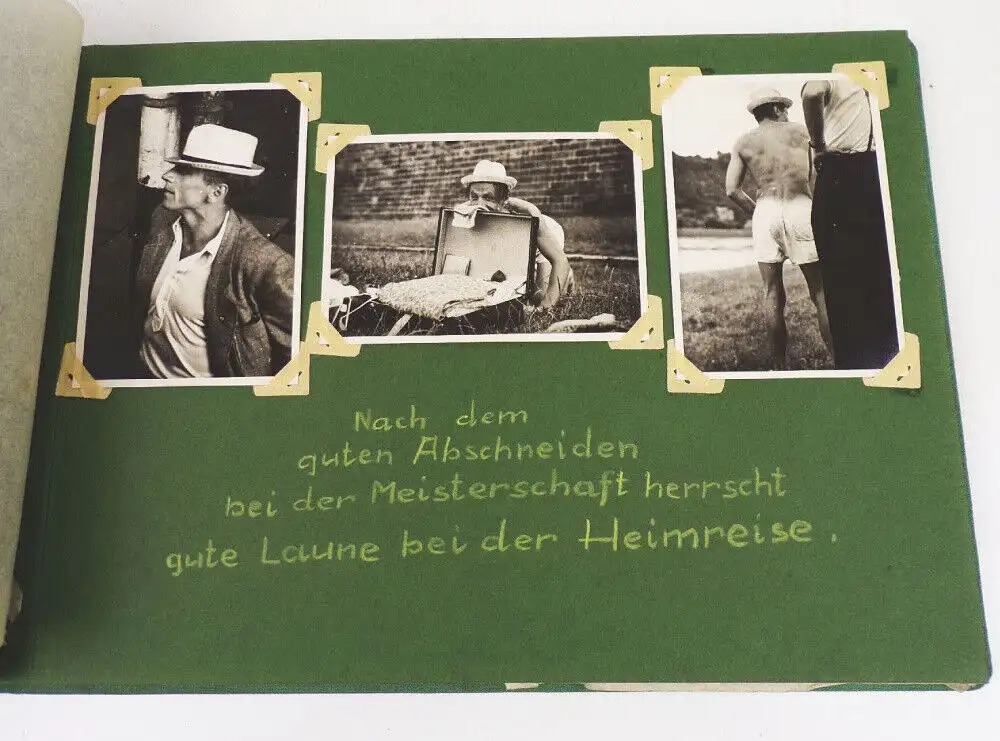 Nach dem
guten Abschneiden
bei der Meisterschaft herrscht
gute Laune bei der Heimreise.